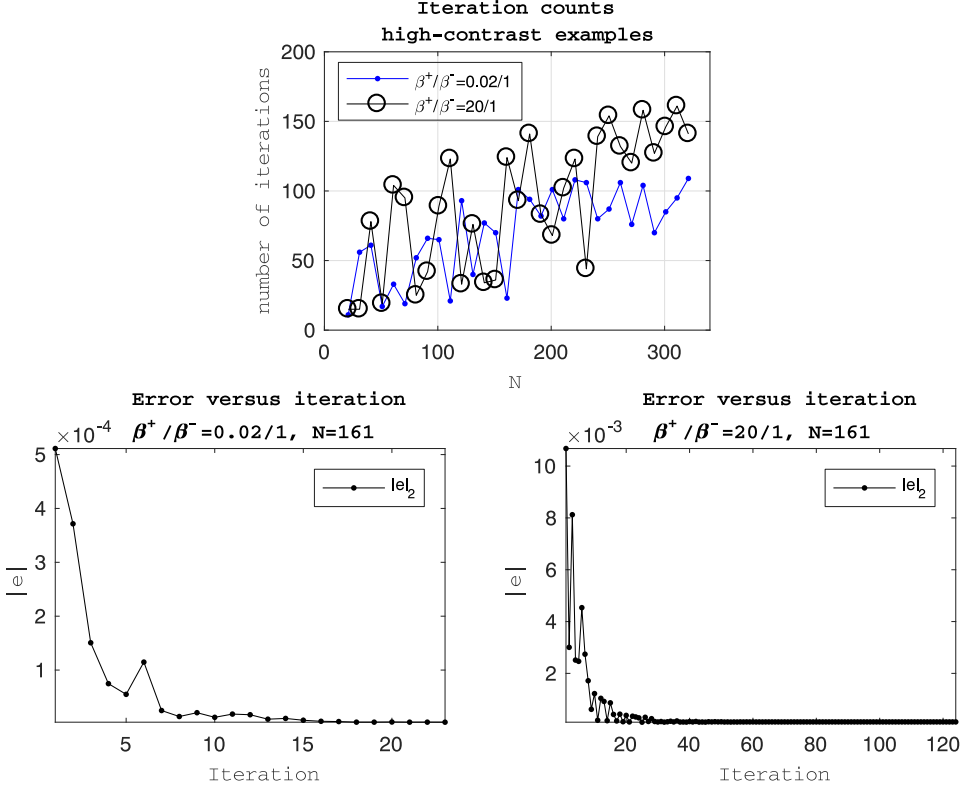 Iteration counts
high-contrast examples
200
150
100
50
0
number of iterations
β⁺/β⁻=0.02/1
β⁺/β⁻=20/1
0
100
200
300
N
Error versus iteration
β⁺/β⁻=0.02/1, N=161
×10⁻⁴
5
4
3
2
1
|e|
|e|₂
5
10
15
20
Iteration
Error versus iteration
β⁺/β⁻=20/1, N=161
×10⁻³
10
8
6
4
2
|e|
|e|₂
20
40
60
80
100
120
Iteration